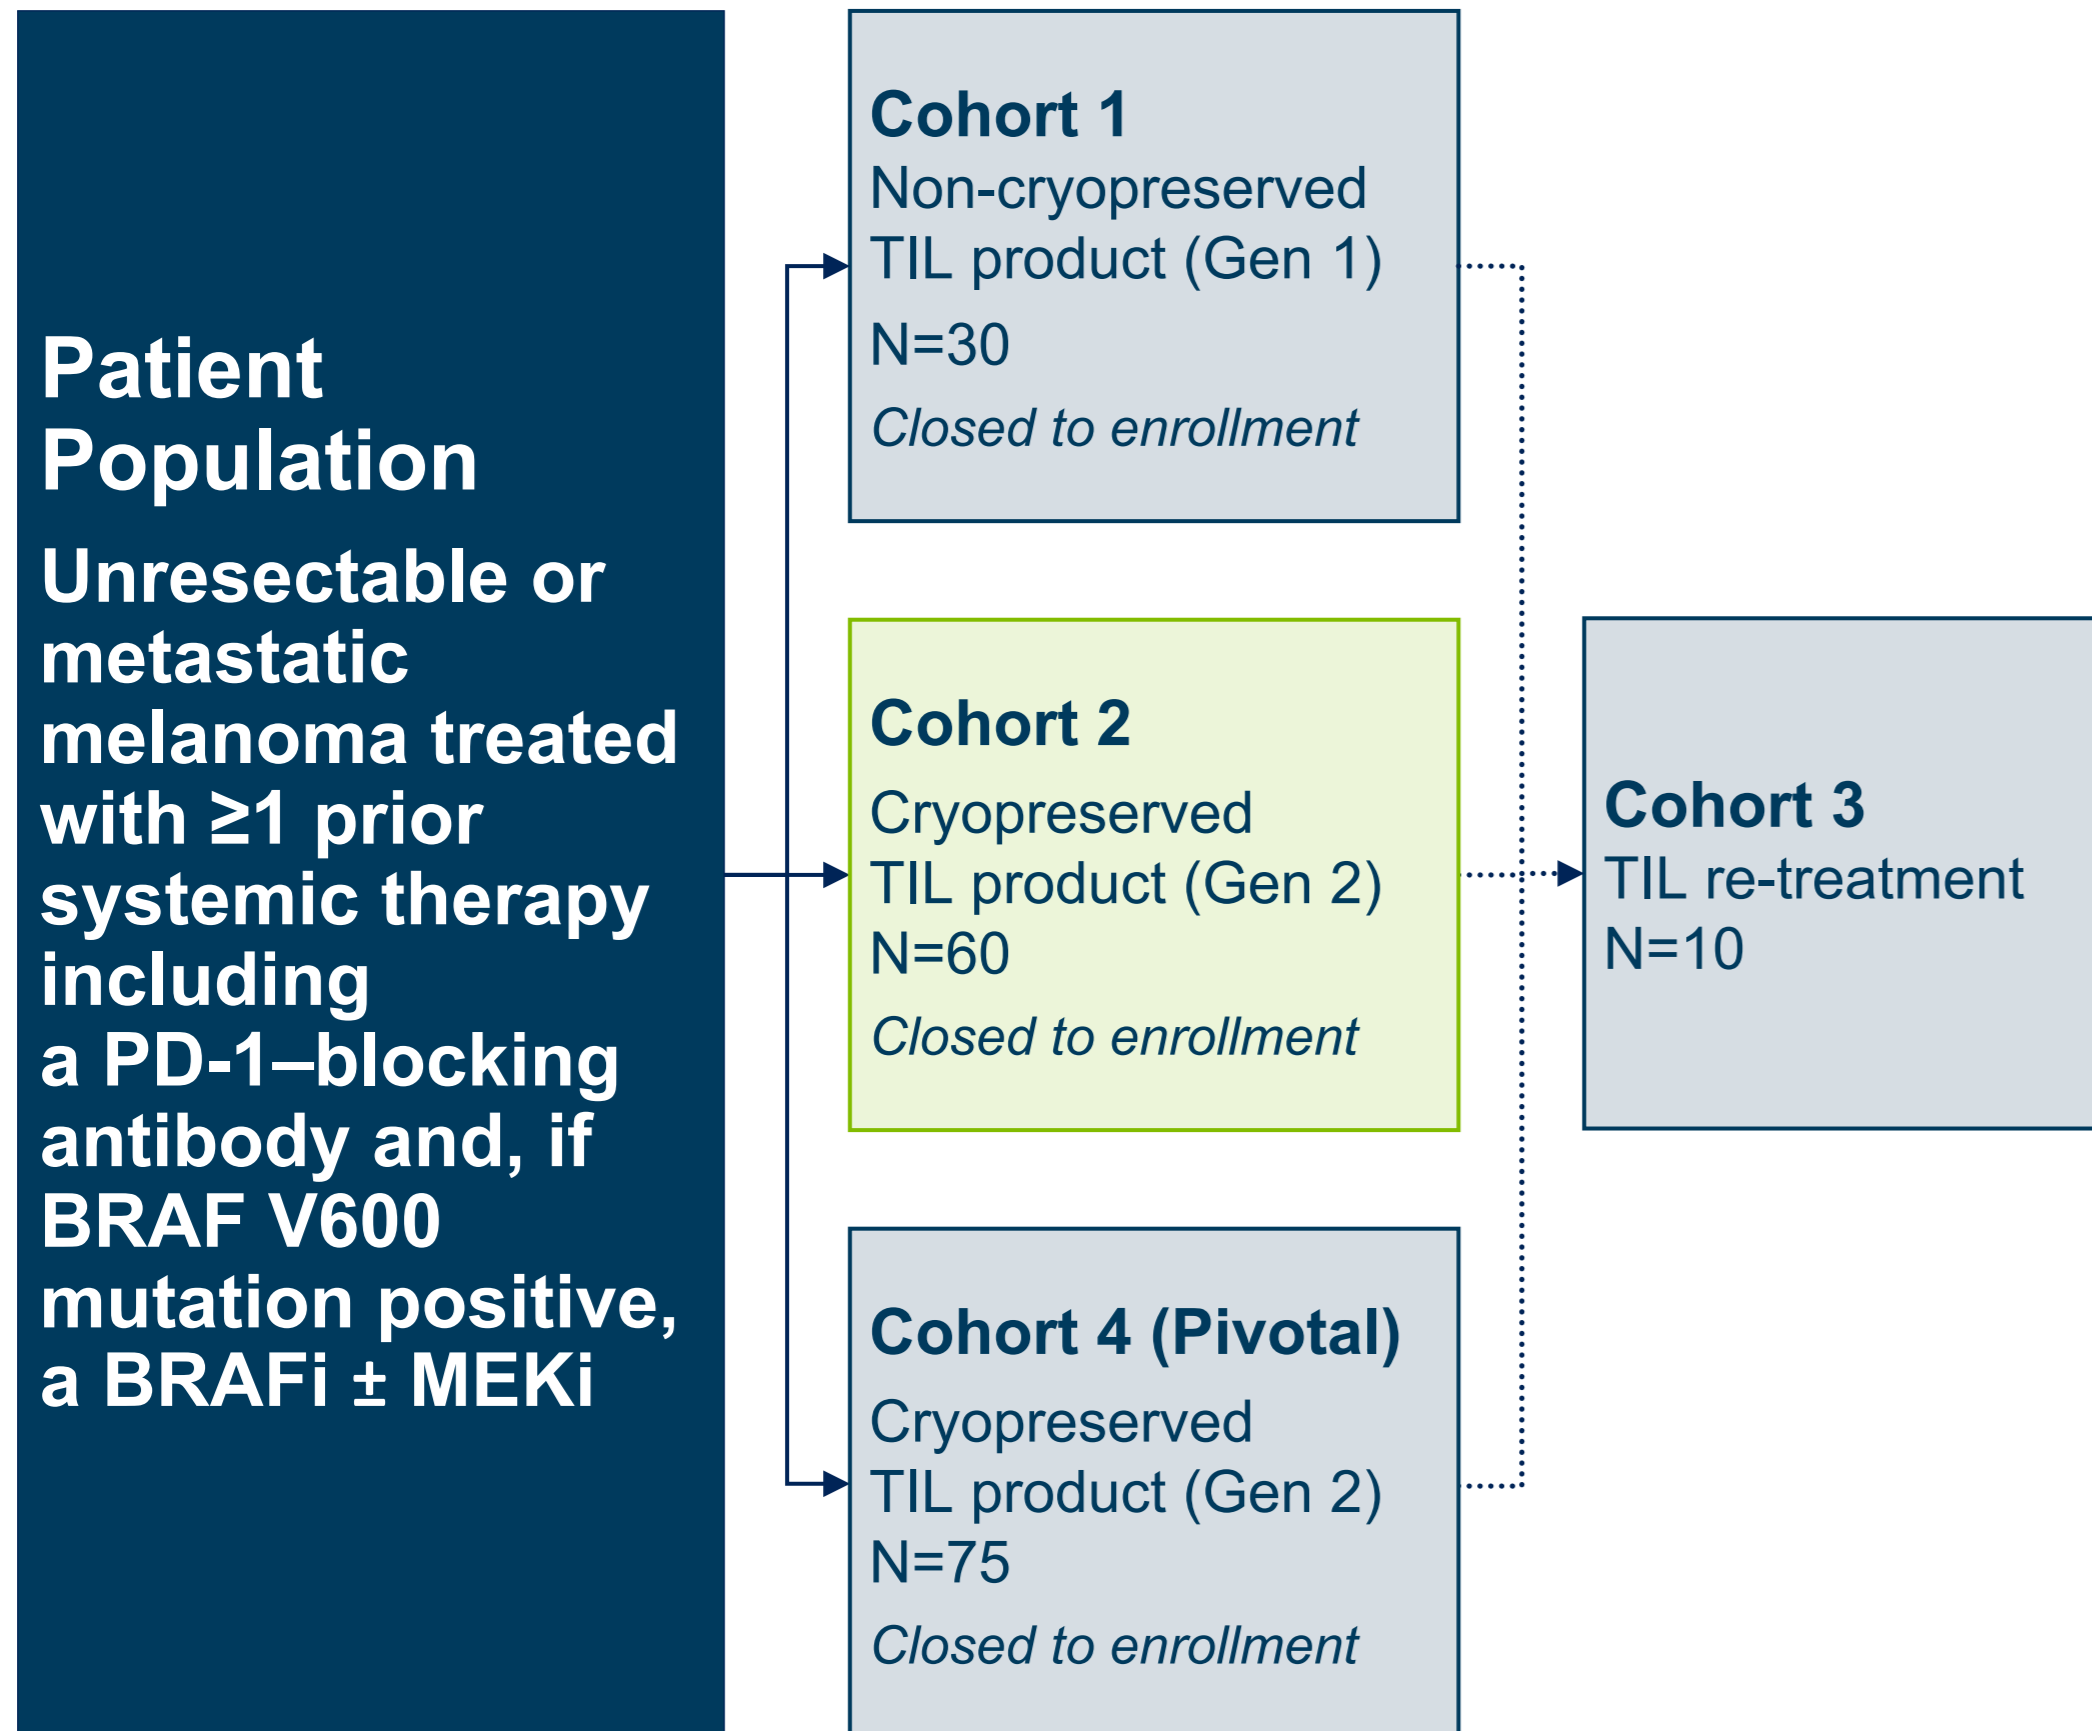 Patient
Population
Unresectable or
metastatic
melanoma treated
with ≥1 prior
systemic therapy
including
a PD-1–blocking
antibody and, if
BRAF V600
mutation positive,
a BRAFi ± MEKi
Cohort 1
Non-cryopreserved
TIL product (Gen 1)
N=30
Closed to enrollment
Cohort 2
Cryopreserved
TIL product (Gen 2)
N=60
Closed to enrollment
Cohort 4 (Pivotal)
Cryopreserved
TIL product (Gen 2)
N=75
Closed to enrollment
Cohort 3
TIL re-treatment
N=10